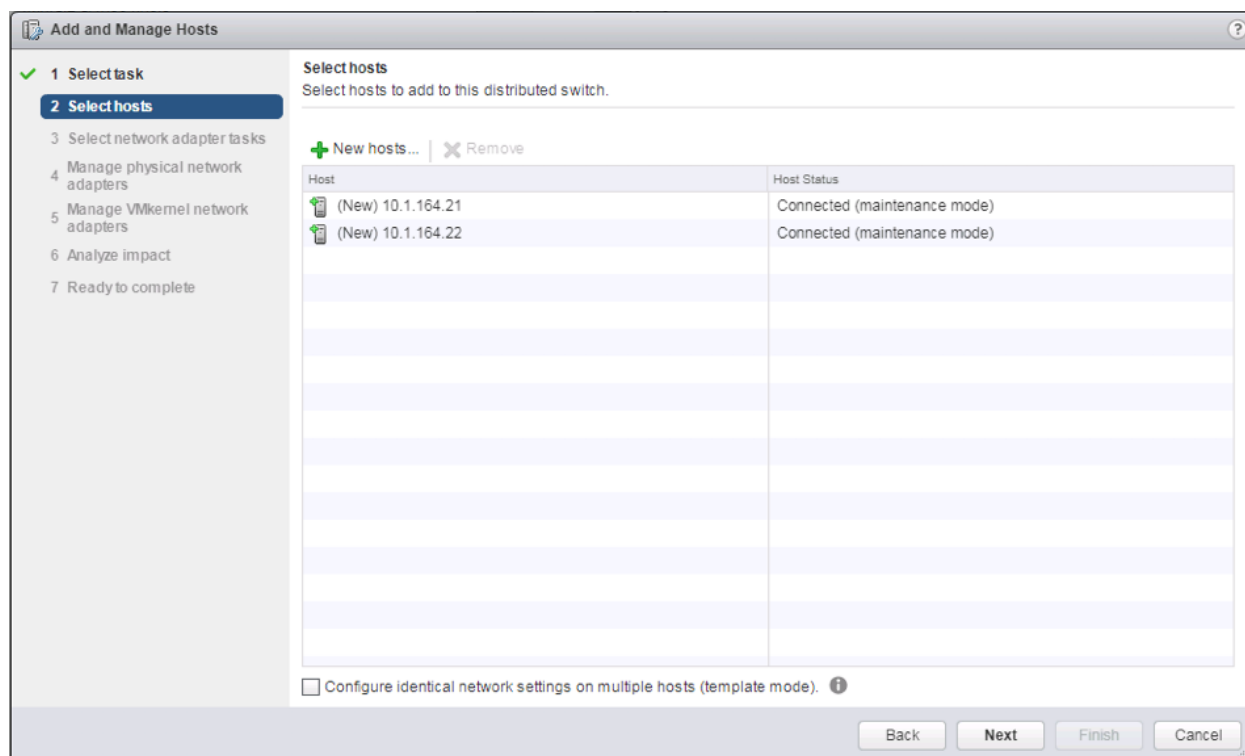 Add and Manage Hosts
?
1 Select task
2 Select hosts
3 Select network adapter tasks
4 Manage physical network
adapters
5 Manage VMkernel network
adapters
6 Analyze impact
7 Ready to complete
Select hosts
Select hosts to add to this distributed switch.
New hosts... Remove
Host Host Status
(New) 10.1.164.21 Connected (maintenance mode)
(New) 10.1.164.22 Connected (maintenance mode)
Configure identical network settings on multiple hosts (template mode). i
Back Next Finish Cancel